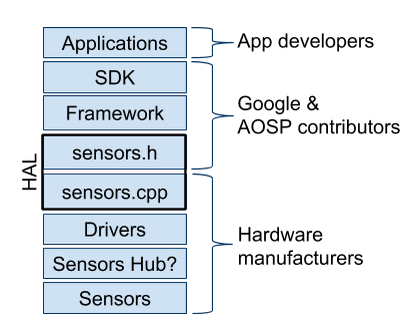 Applications
App developers
SDK
Framework
Google &
AOSP contributors
HAL
sensors.h
sensors.cpp
Drivers
Sensors Hub?
Sensors
Hardware
manufacturers